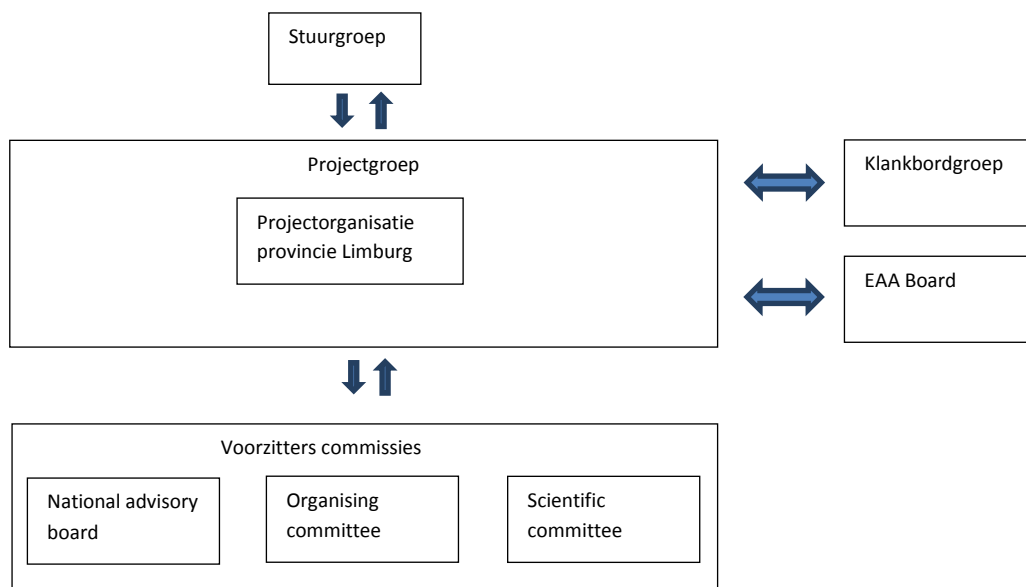 Stuurgroep
Projectgroep
Projectorganisatie
provincie Limburg
Klankbordgroep
EAA Board
Voorzitters commissies
National advisory
board
Organising
committee
Scientific
committee